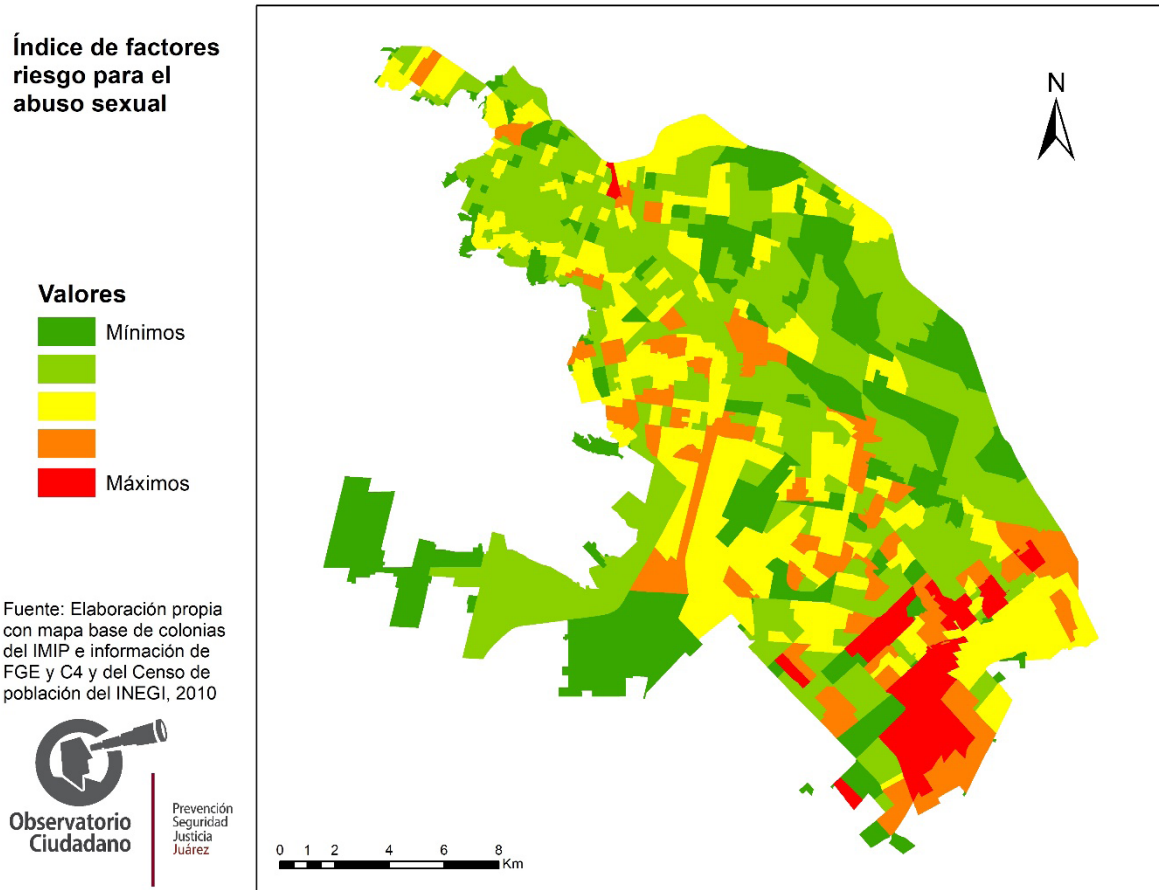 Índice de factores
riesgo para el
abuso sexual
N
Valores
Mínimos
Máximos
Fuente: Elaboración propia
con mapa base de colonias
del IMIP e información de
FGE y C4 y del Censo de
población del INEGI, 2010
Observatorio
Ciudadano
Prevención
Seguridad
Justicia
Juárez
0 1 2 4 6 8
Km